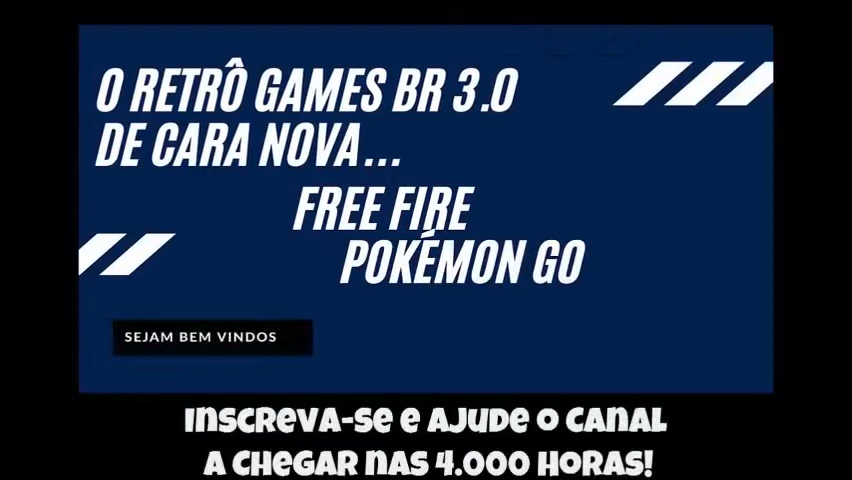 O RETRÔ GAMES BR 3.0
DE CARA NOVA...
FREE FIRE
POKÉMON GO
SEJAM BEM VINDOS
Inscreva-se e ajude o canal
a chegar nas 4.000 horas!